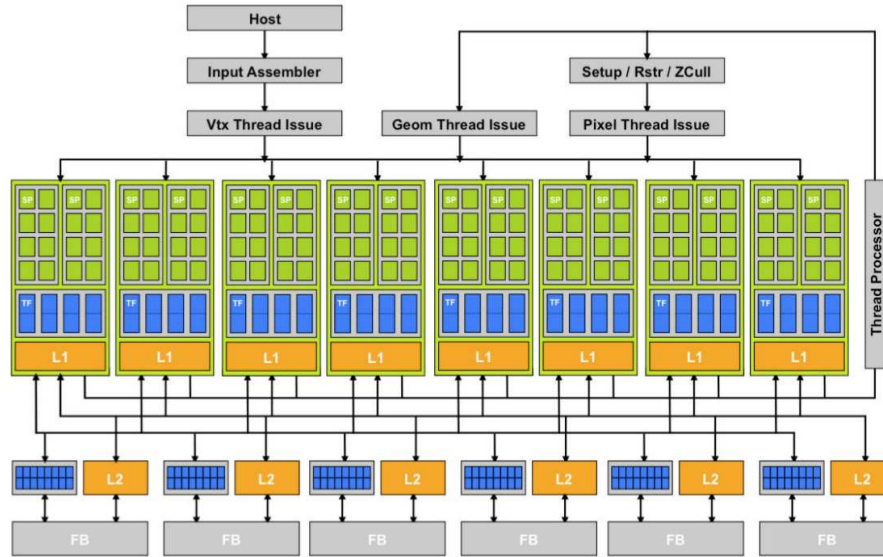 Host
Input Assembler
Setup / Rstr / ZCull
Vtx Thread Issue
Geom Thread Issue
Pixel Thread Issue
SP SP SP SP SP SP SP SP SP SP SP SP SP SP SP SP
Thread Processor
TF TF TF TF TF TF TF TF
L1 L1 L1 L1 L1 L1 L1 L1
L2 L2 L2 L2 L2 L2
FB FB FB FB FB FB